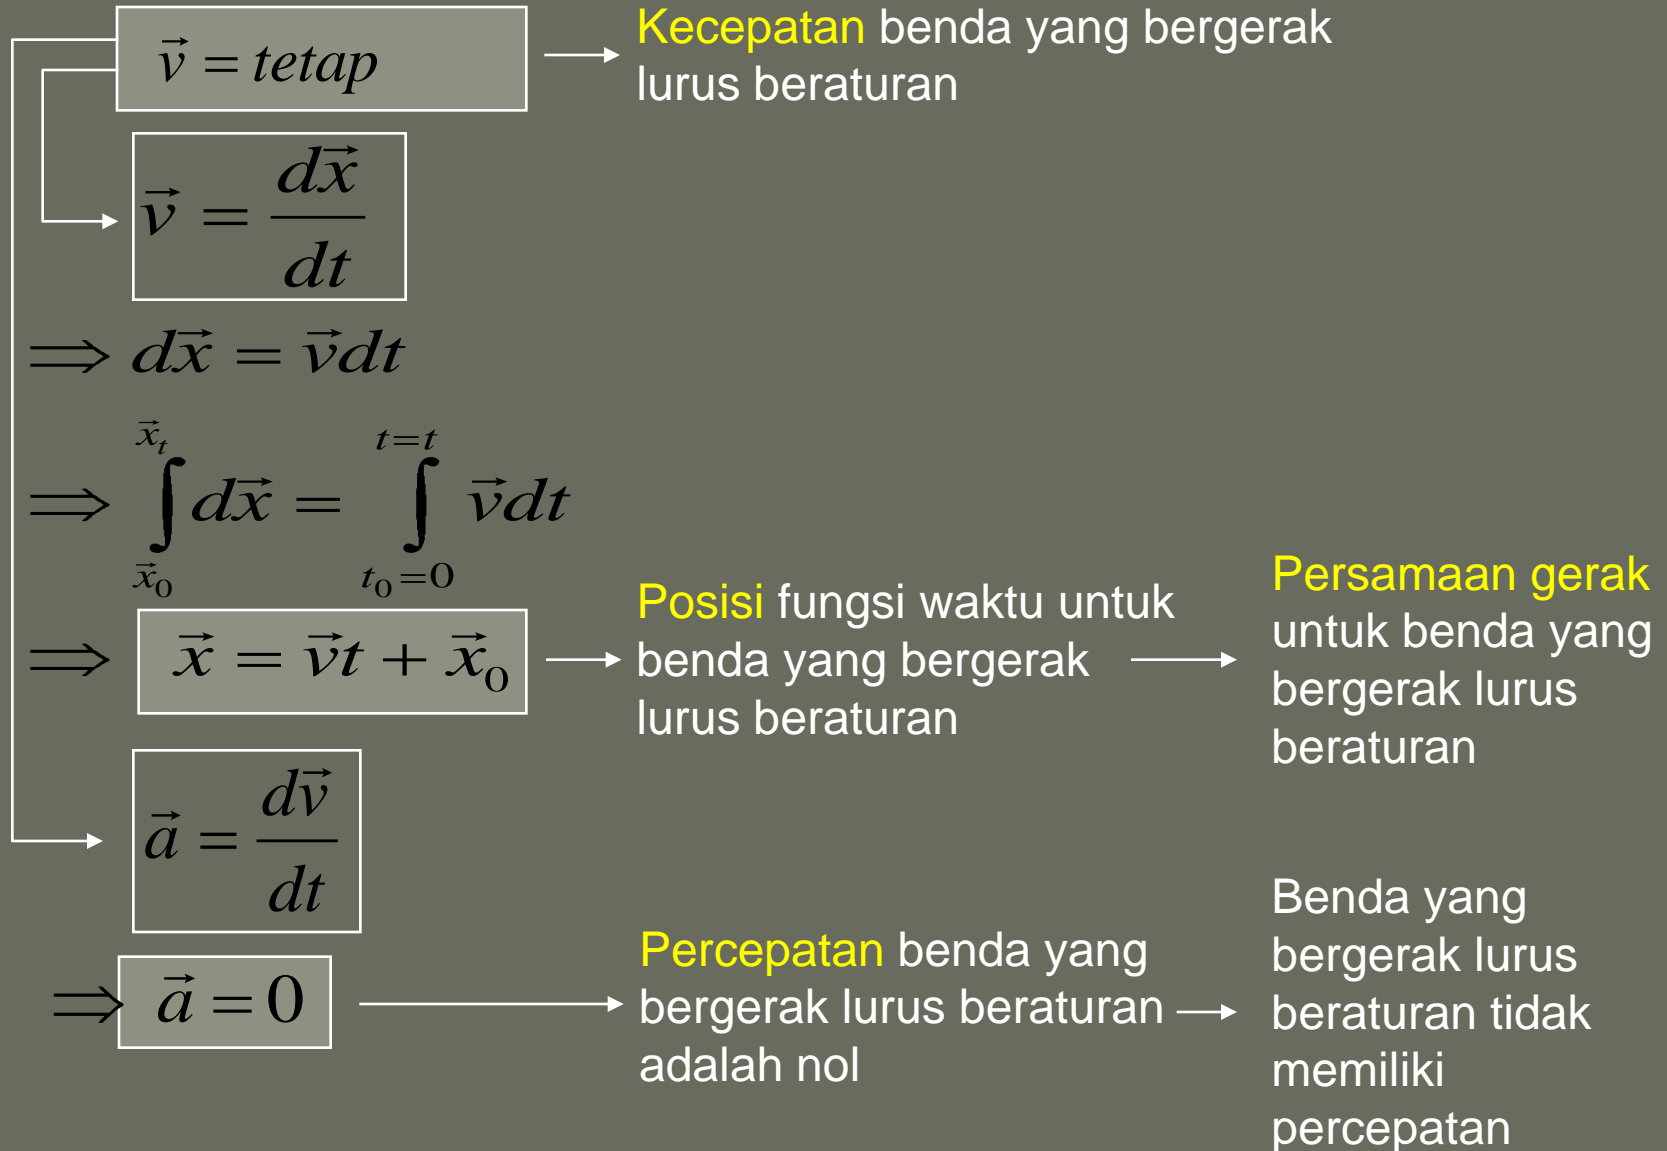 v⃗ = tetap
Kecepatan benda yang bergerak
lurus beraturan
v⃗ = dx⃗/dt
⇒ dx⃗ = v⃗dt
⇒ ∫_{x⃗₀}^{x⃗ₜ} dx⃗ = ∫_{t₀=0}^{t=t} v⃗dt
⇒ x⃗ = v⃗t + x⃗₀
Posisi fungsi waktu untuk
benda yang bergerak
lurus beraturan
Persamaan gerak
untuk benda yang
bergerak lurus
beraturan
a⃗ = dv⃗/dt
⇒ a⃗ = 0
Percepatan benda yang
bergerak lurus beraturan
adalah nol
Benda yang
bergerak lurus
beraturan tidak
memiliki
percepatan